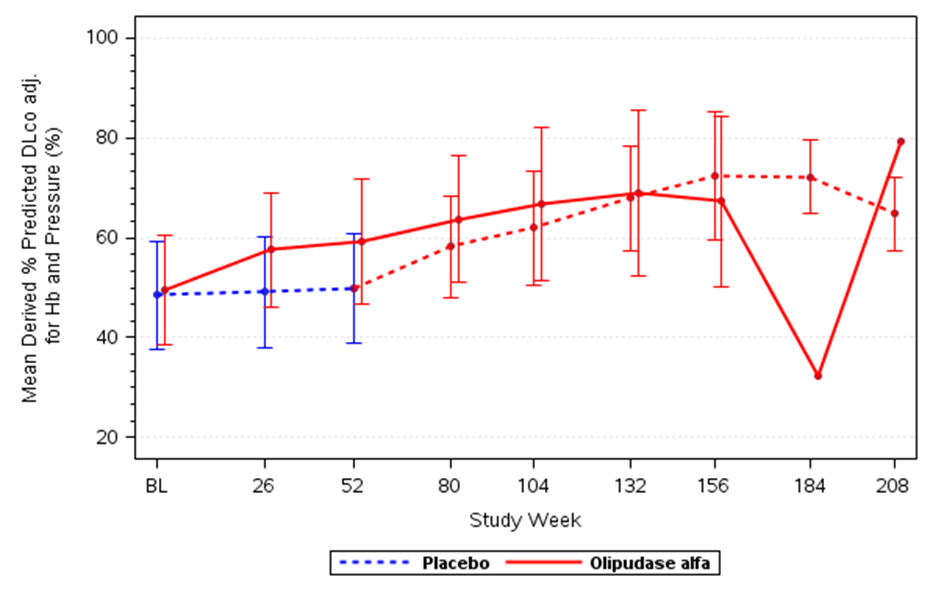 Mean Derived % Predicted DLco adj.
for Hb and Pressure (%)
100
80
60
40
20
BL 26 52 80 104 132 156 184 208
Study Week
Placebo Olipudase alfa